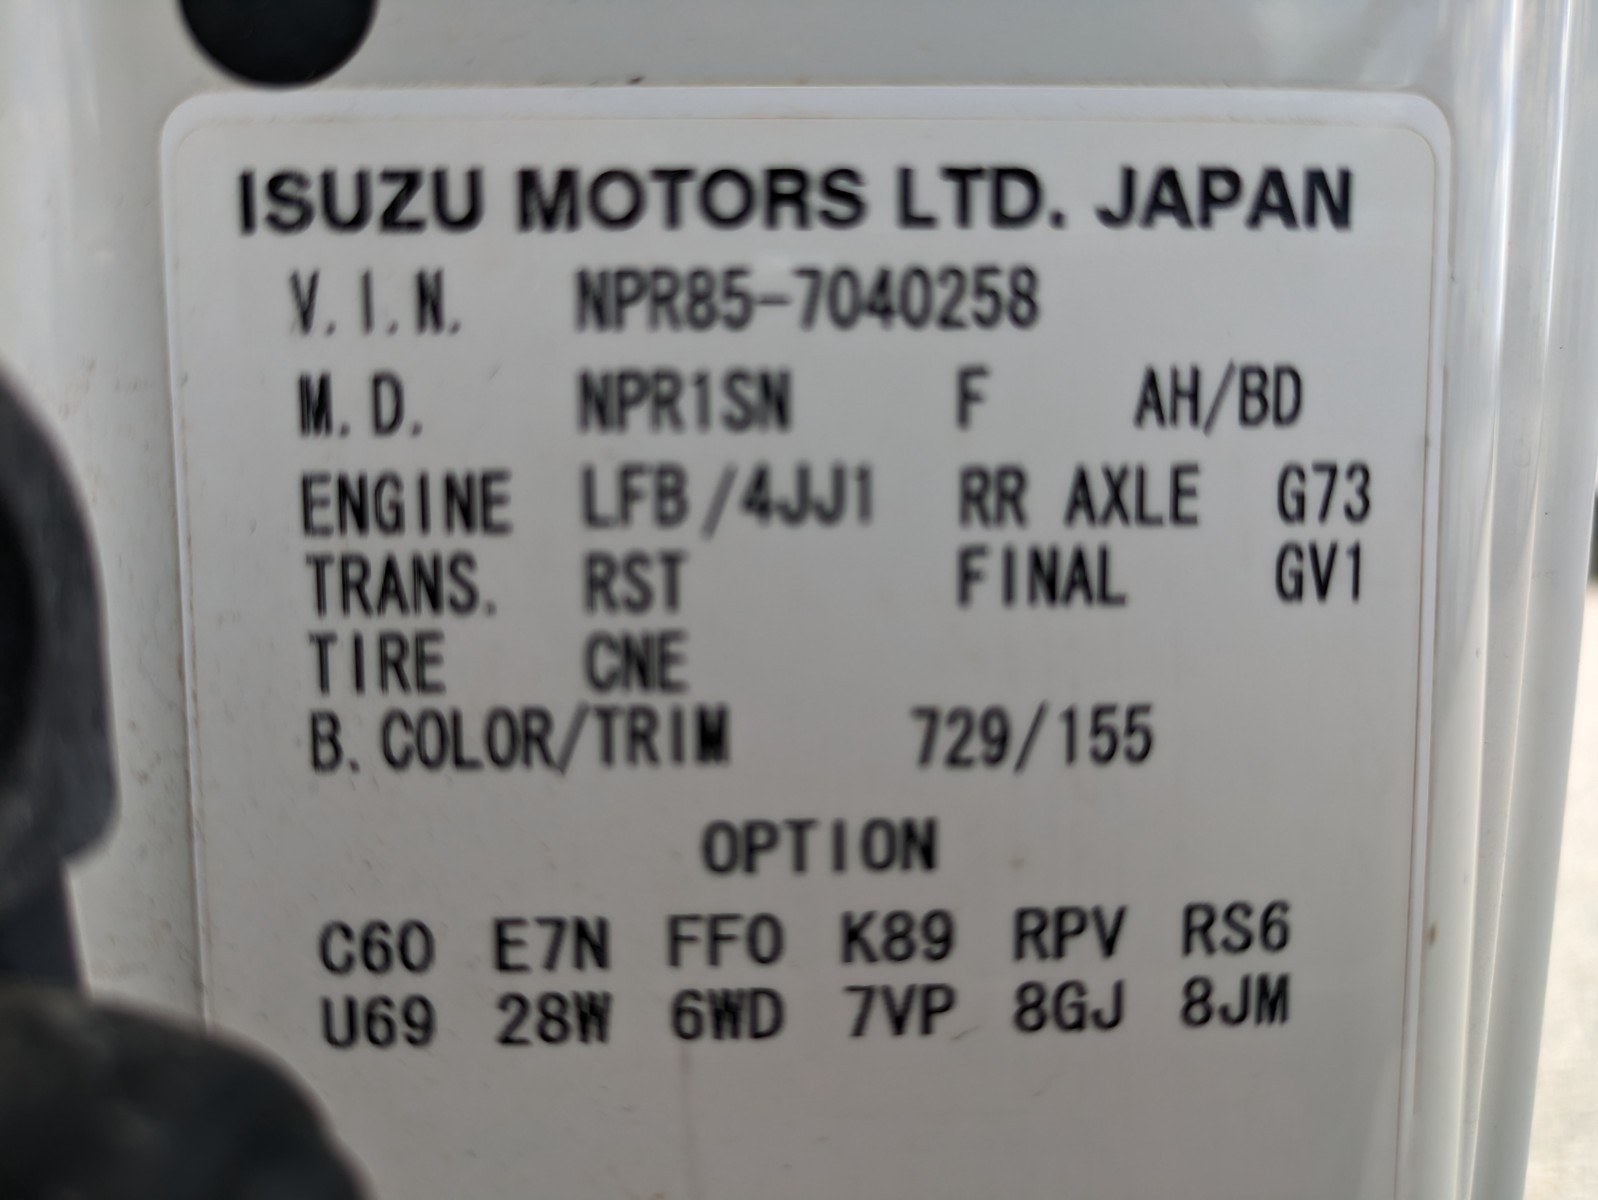 ISUZU MOTORS LTD. JAPAN
V.I.N. NPR85-7040258
M.D. NPR1SN F AH/BD
ENGINE LFB/4JJ1 RR AXLE G73
TRANS. RST FINAL GV1
TIRE CNE
B.COLOR/TRIM 729/155
OPTION
C60 E7N FF0 K89 RPV RS6
U69 28W 6WD 7VP 8GJ 8JM